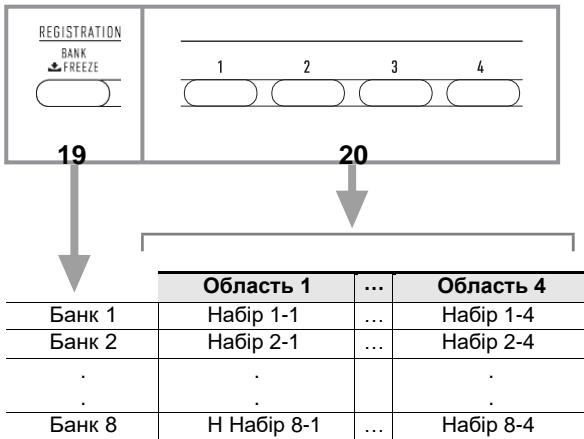 REGISTRATION
BANK
FREEZE
1 2 3 4
19 20
Область 1 … Область 4
Банк 1 Набір 1-1 … Набір 1-4
Банк 2 Набір 2-1 … Набір 2-4
. . .
. . .
Банк 8 Н Набір 8-1 … Набір 8-4